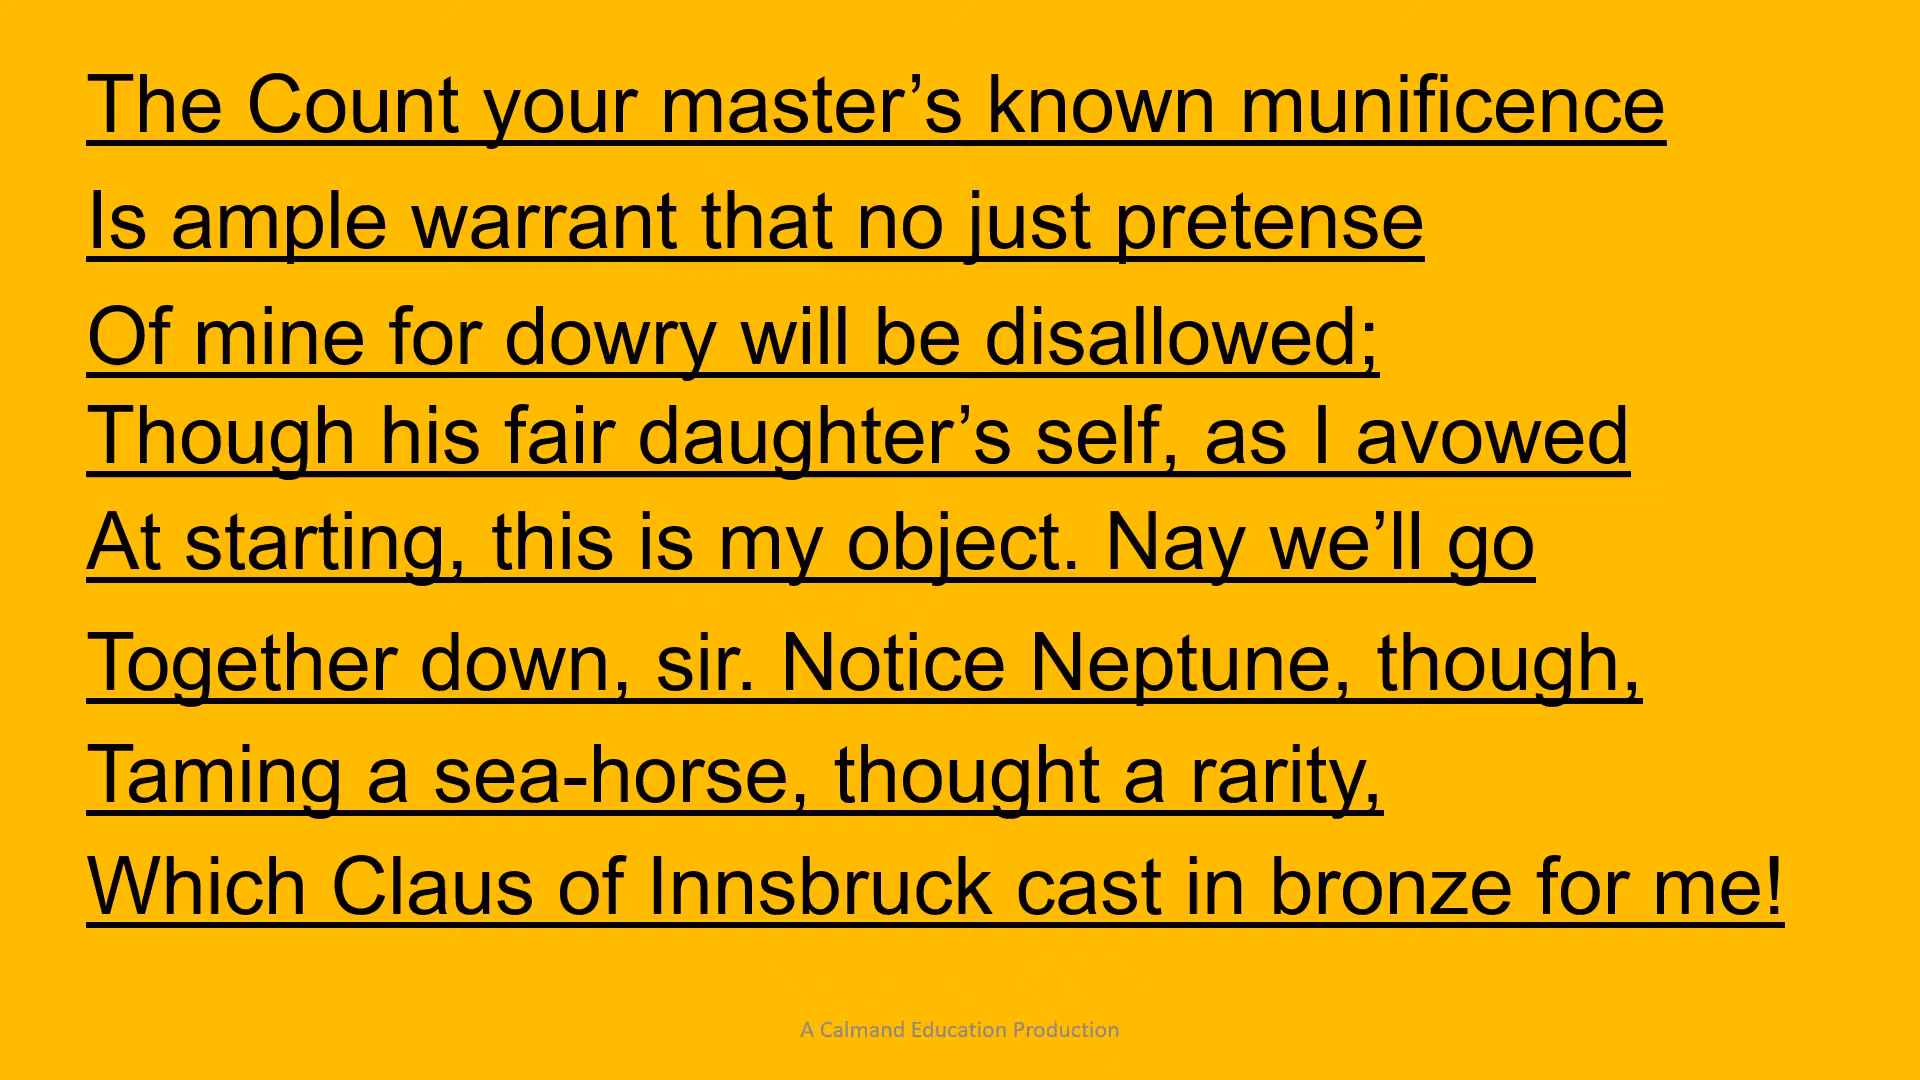 The Count your master’s known munificence
Is ample warrant that no just pretense
Of mine for dowry will be disallowed;
Though his fair daughter’s self, as I avowed
At starting, this is my object. Nay we’ll go
Together down, sir. Notice Neptune, though,
Taming a sea-horse, thought a rarity,
Which Claus of Innsbruck cast in bronze for me!
A Calmand Education Production